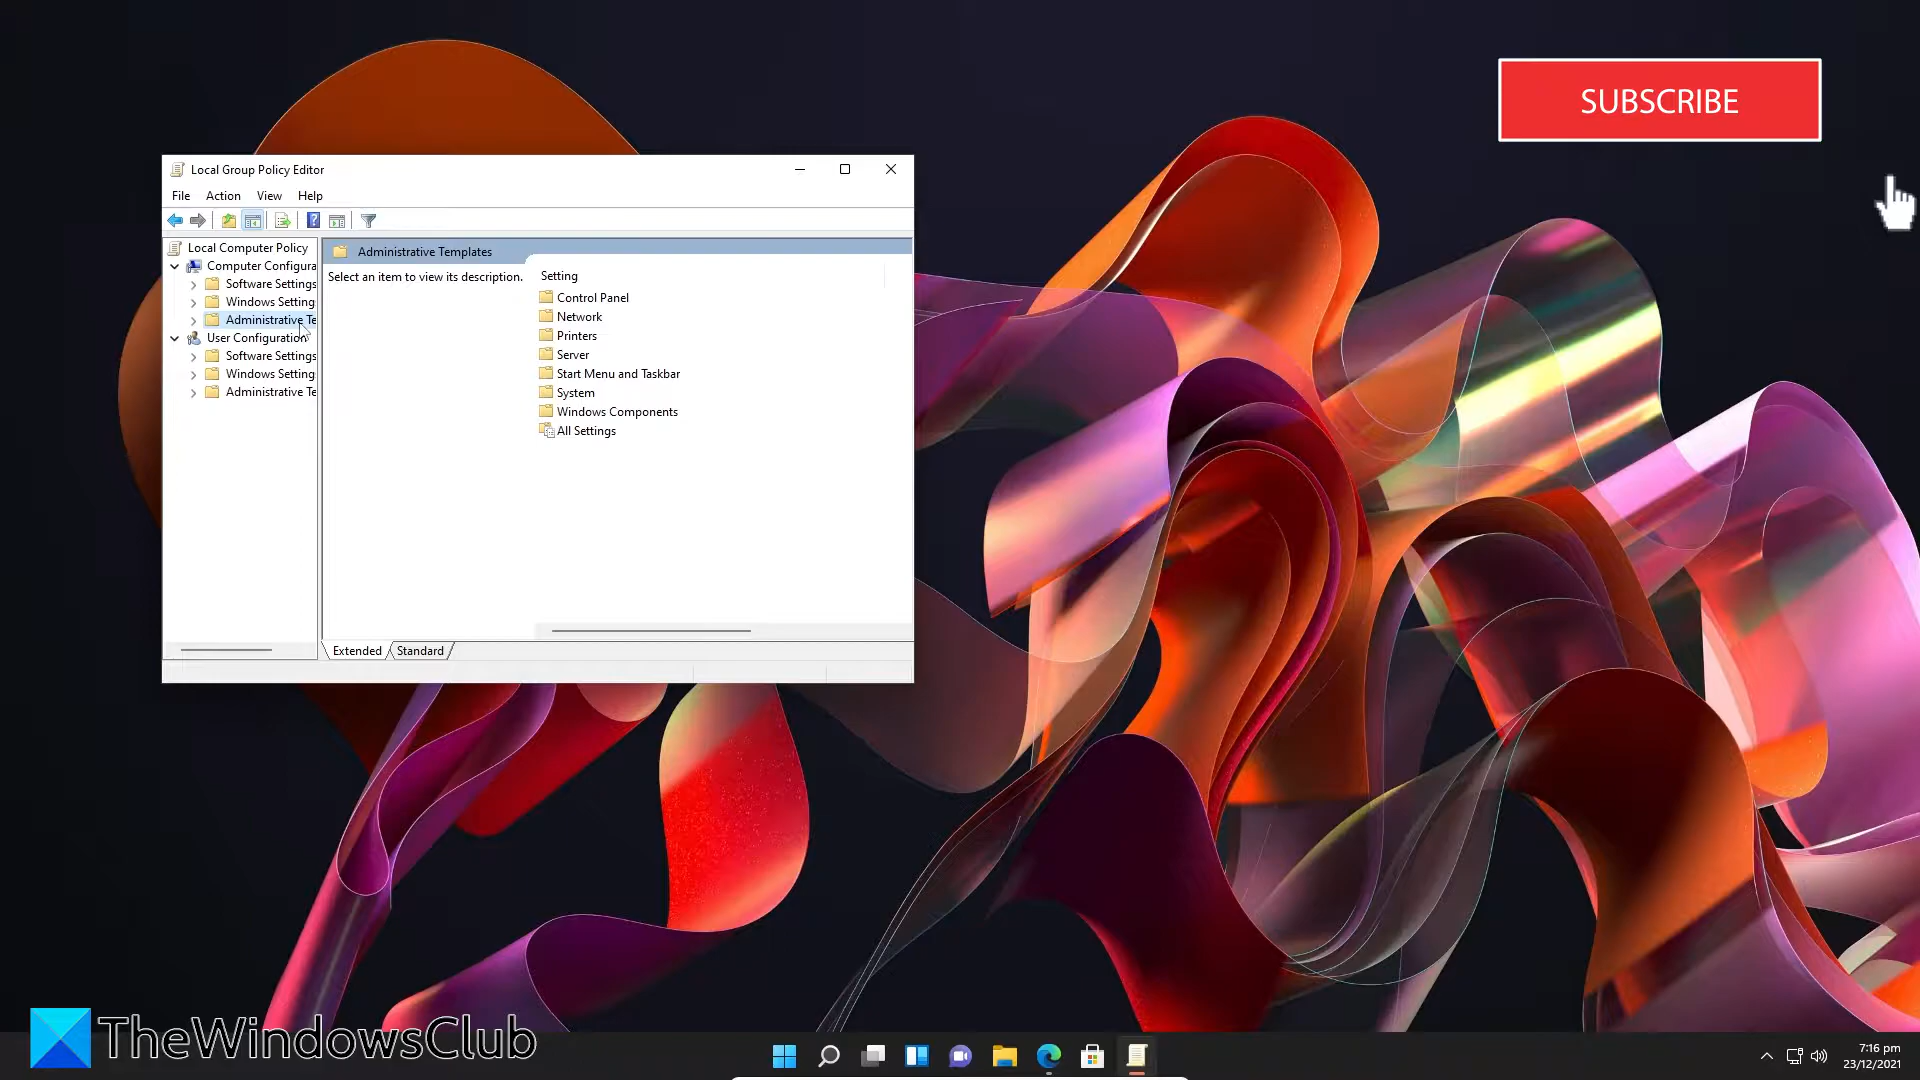 SUBSCRIBE
Local Group Policy Editor
File Action View Help
Local Computer Policy
Computer Configura
Software Settings
Windows Setting
Administrative Te
User Configuration
Software Settings
Windows Setting
Administrative Te
Administrative Templates
Select an item to view its description.
Setting
Control Panel
Network
Printers
Server
Start Menu and Taskbar
System
Windows Components
All Settings
Extended Standard
TheWindowsClub
7:16 pm
23/12/2021